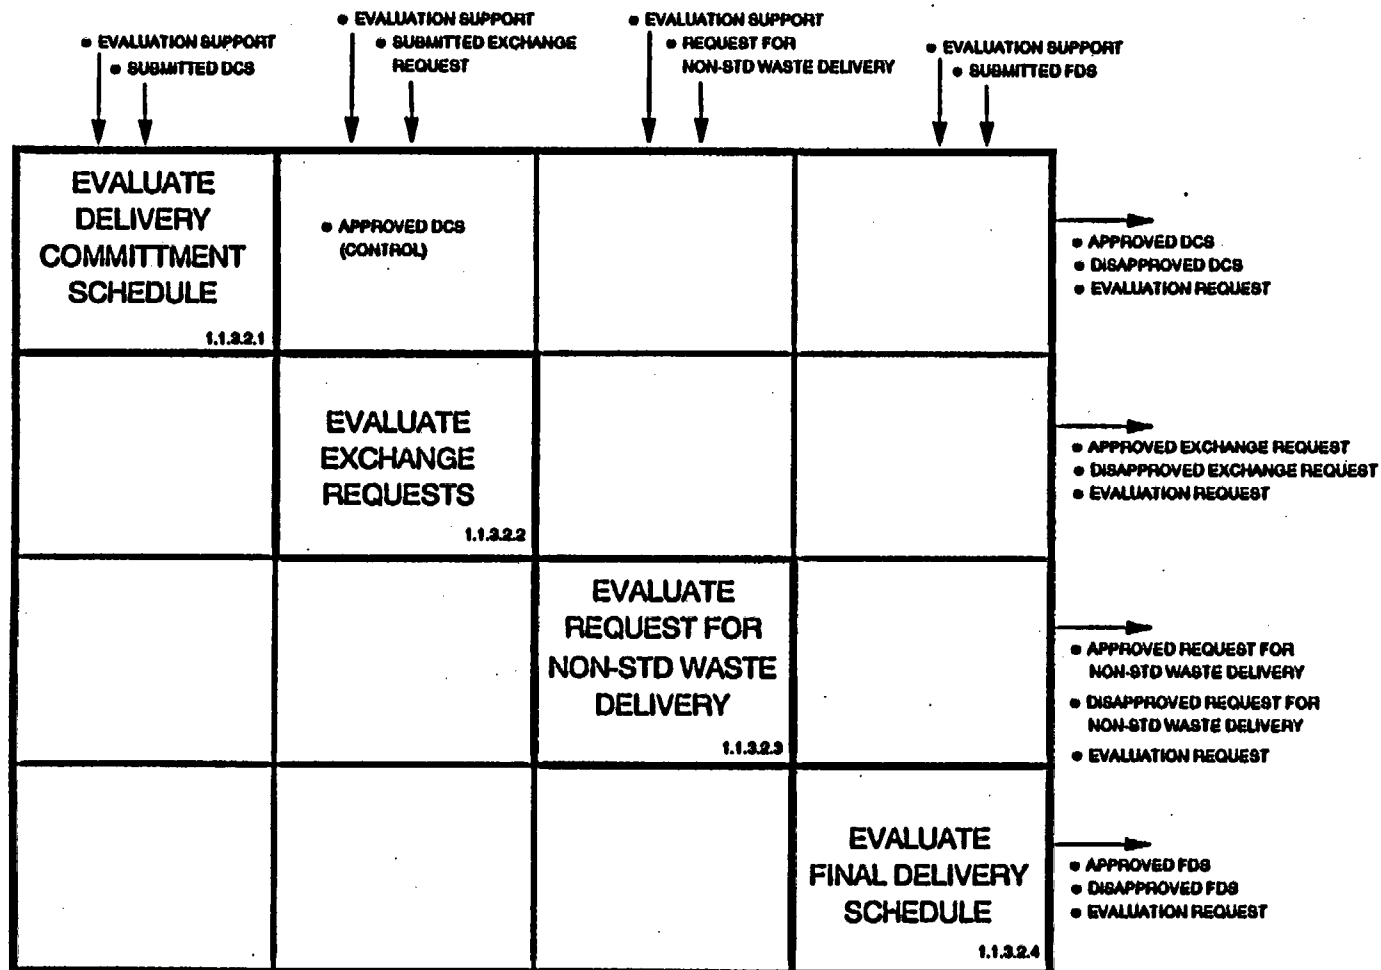 • EVALUATION SUPPORT
• SUBMITTED DCS
• EVALUATION SUPPORT
• SUBMITTED EXCHANGE
REQUEST
• EVALUATION SUPPORT
• REQUEST FOR
NON-STD WASTE DELIVERY
• EVALUATION SUPPORT
• SUBMITTED FDS
EVALUATE
DELIVERY
COMMITTMENT
SCHEDULE
1.1.3.2.1
• APPROVED DCS
(CONTROL)
• APPROVED DCS
• DISAPPROVED DCS
• EVALUATION REQUEST
EVALUATE
EXCHANGE
REQUESTS
1.1.3.2.2
• APPROVED EXCHANGE REQUEST
• DISAPPROVED EXCHANGE REQUEST
• EVALUATION REQUEST
EVALUATE
REQUEST FOR
NON-STD WASTE
DELIVERY
1.1.3.2.3
• APPROVED REQUEST FOR
NON-STD WASTE DELIVERY
• DISAPPROVED REQUEST FOR
NON-STD WASTE DELIVERY
• EVALUATION REQUEST
EVALUATE
FINAL DELIVERY
SCHEDULE
1.1.3.2.4
• APPROVED FDS
• DISAPPROVED FDS
• EVALUATION REQUEST